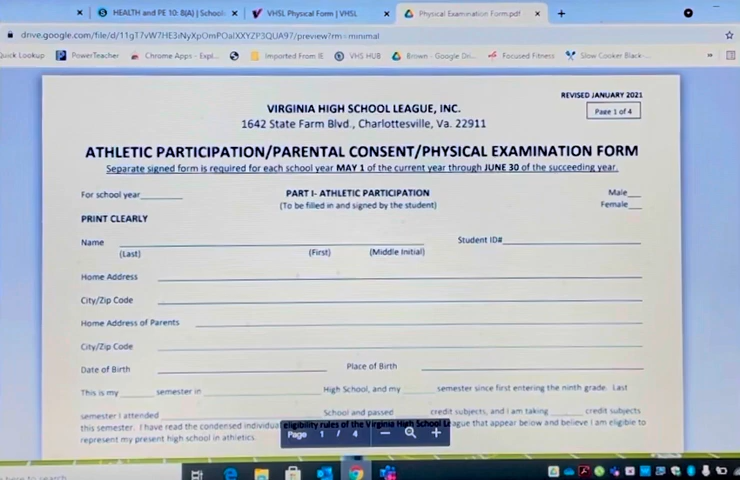 HEALTH and PE 10: 8(A) | School
VHSL Physical Form | VHSL
Physical Examination Form.pdf
drive.google.com/file/d/11gT7vW7HE3iNyXpOmPOalXXYZP3QUA97/preview?rm=minimal
Quick Lookup PowerTeacher Chrome Apps - Expl... Imported From IE VHS HUB Brown - Google Dri... Focused Fitness Slow Cooker Black
REVISED JANUARY 2021
VIRGINIA HIGH SCHOOL LEAGUE, INC.
Page 1 of 4
1642 State Farm Blvd., Charlottesville, Va. 22911
ATHLETIC PARTICIPATION/PARENTAL CONSENT/PHYSICAL EXAMINATION FORM
Separate signed form is required for each school year MAY 1 of the current year through JUNE 30 of the succeeding year.
For school year PART I- ATHLETIC PARTICIPATION Male
(To be filled in and signed by the student) Female
PRINT CLEARLY
Name Student ID#
(Last) (First) (Middle Initial)
Home Address
City/Zip Code
Home Address of Parents
City/Zip Code
Date of Birth Place of Birth
This is my semester in High School, and my semester since first entering the ninth grade. Last
semester I attended School and passed credit subjects, and I am taking credit subjects
this semester. I have read the condensed individual eligibility rules of the Virginia High School League that appear below and believe I am eligible to
represent my present high school in athletics.
Page 1 / 4